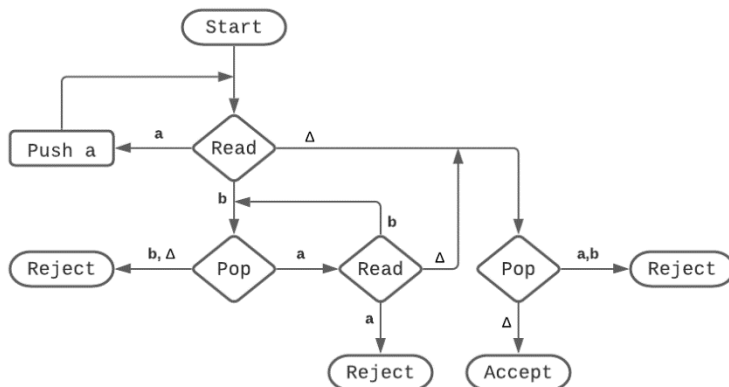 Start
a
Δ
Push a
Read
b
b
b, Δ
a
Δ
a,b
Reject
Pop
Read
Pop
Reject
a
Δ
Reject
Accept